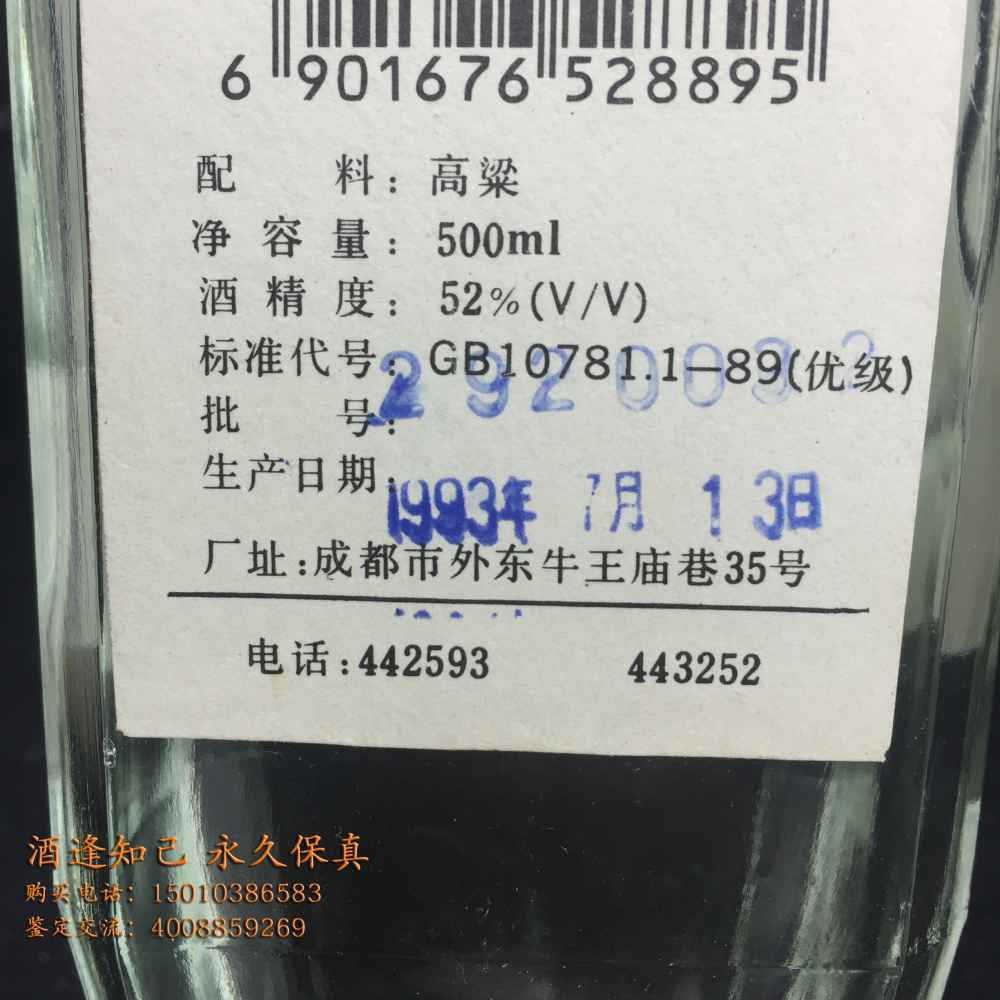 6 901676 528895
配 料：高粱
净 容 量：500ml
酒 精 度：52%(V/V)
标准代号：GB10781.1—89(优级)
批 号：2920033
生产日期：1993年 7月 13日
厂址：成都市外东牛王庙巷35号
电话：442593 443252
酒逢知己 永久保真
购买电话：15010386583
鉴定交流：4008859269